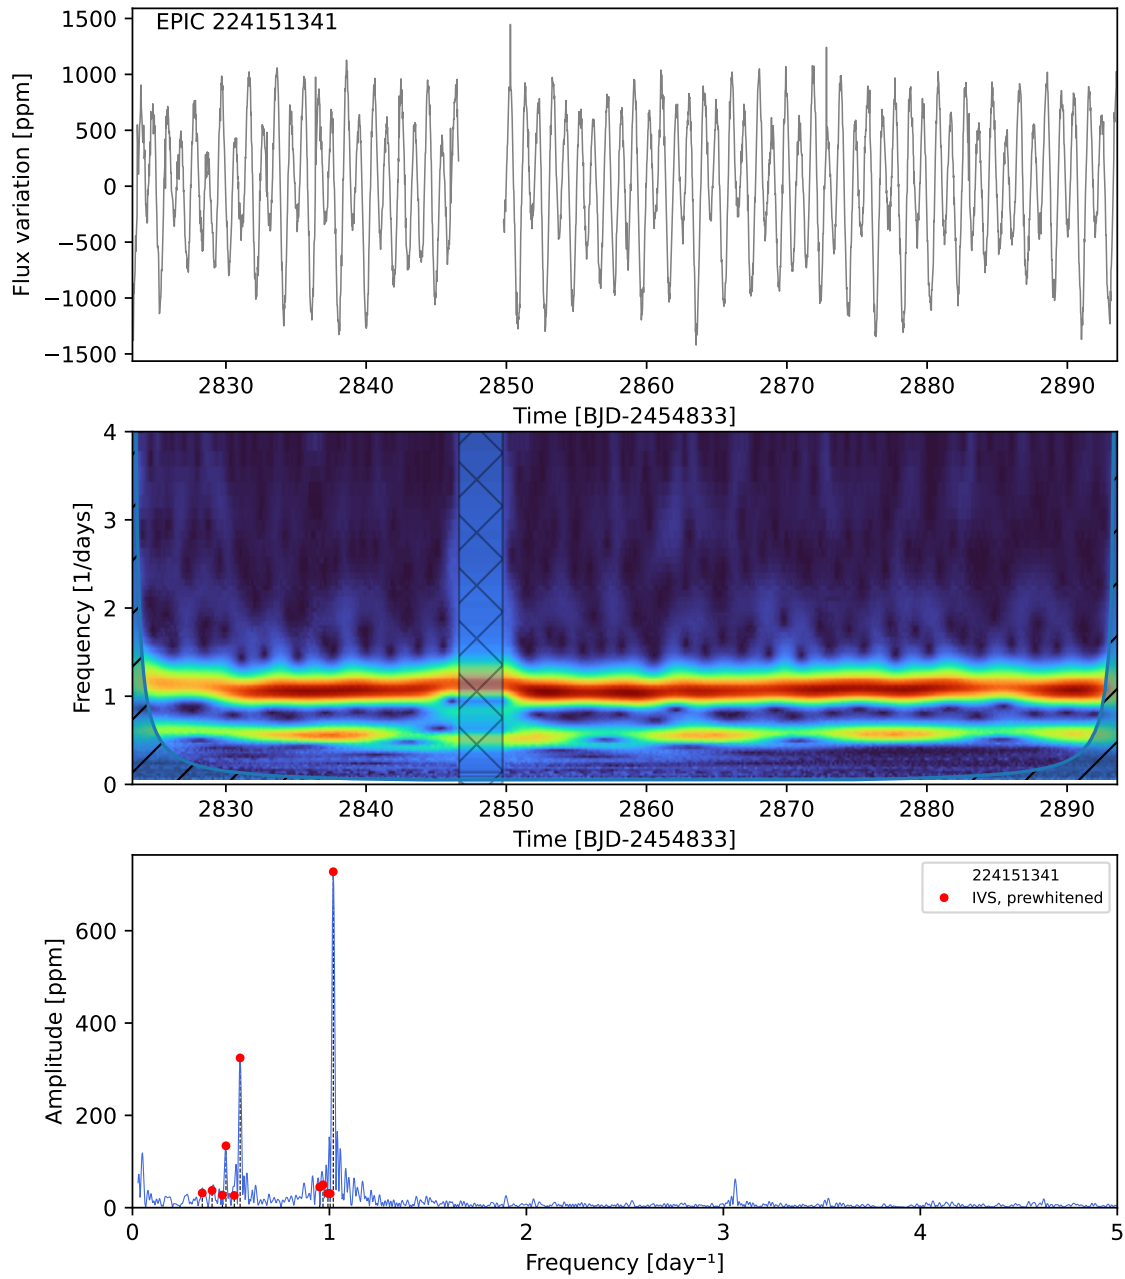 EPIC 224151341
1500
1000
500
0
−500
−1000
−1500
Flux variation [ppm]
2830 2840 2850 2860 2870 2880 2890
Time [BJD-2454833]
4
3
2
1
0
Frequency [1/days]
2830 2840 2850 2860 2870 2880 2890
Time [BJD-2454833]
224151341
IVS, prewhitened
600
400
200
0
Amplitude [ppm]
0 1 2 3 4 5
Frequency [day⁻¹]